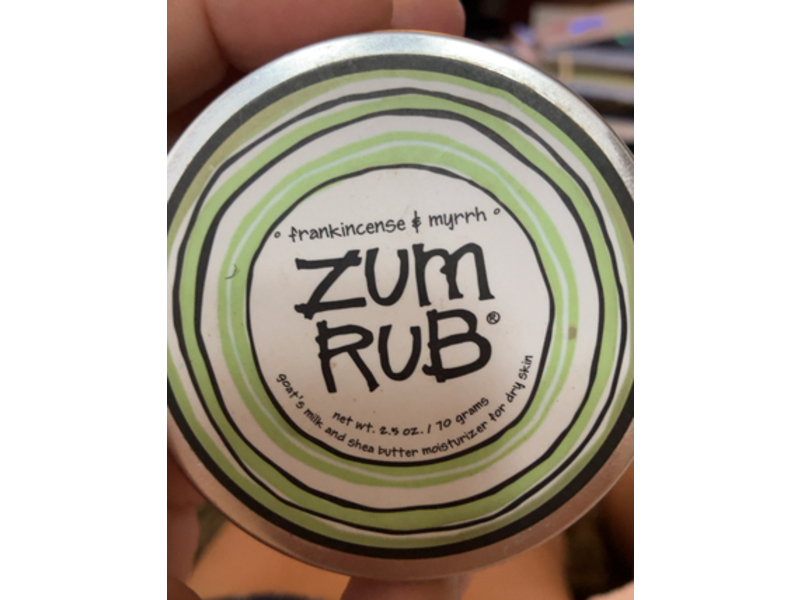 ° frankincense & myrrh °
ZUM
RUB®
net wt. 2.5 oz. / 70 grams
goat's milk and shea butter moisturizer for dry skin